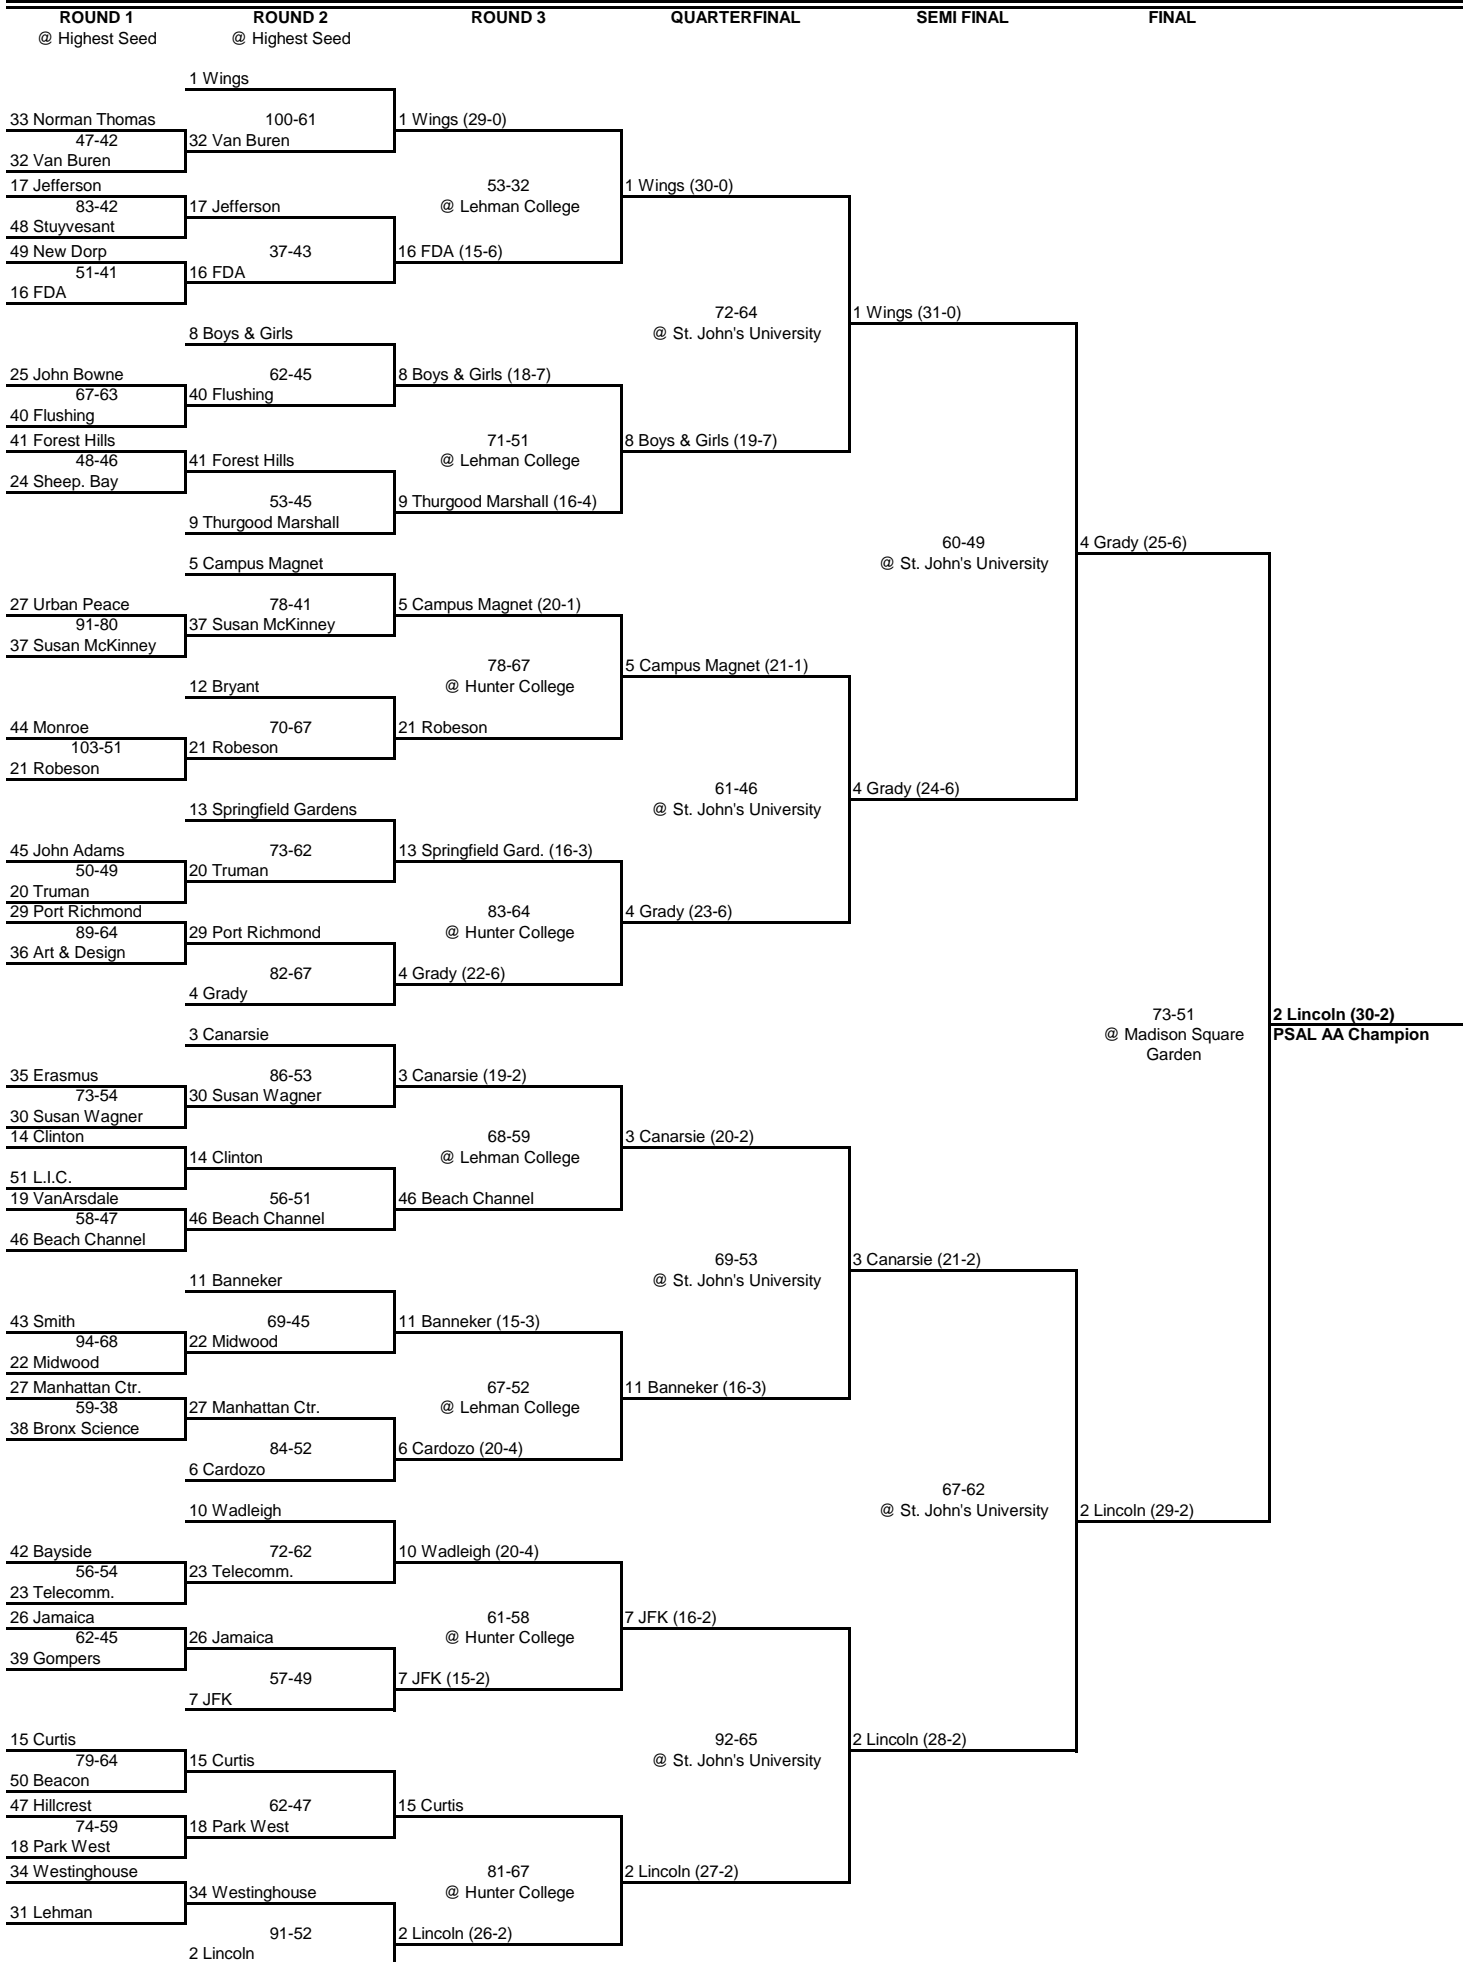 ROUND 1 ROUND 2 ROUND 3 QUARTERFINAL SEMI FINAL FINAL
@ Highest Seed @ Highest Seed
1 Wings
33 Norman Thomas 100-61 1 Wings (29-0)
47-42 32 Van Buren
32 Van Buren
17 Jefferson 53-32 1 Wings (30-0)
83-42 17 Jefferson @ Lehman College
48 Stuyvesant
49 New Dorp 37-43 16 FDA (15-6)
51-41 16 FDA
16 FDA
72-64 1 Wings (31-0)
8 Boys & Girls @ St. John's University
25 John Bowne 62-45 8 Boys & Girls (18-7)
67-63 40 Flushing
40 Flushing
41 Forest Hills 71-51 8 Boys & Girls (19-7)
48-46 41 Forest Hills @ Lehman College
24 Sheep. Bay
53-45 9 Thurgood Marshall (16-4)
9 Thurgood Marshall
60-49 4 Grady (25-6)
5 Campus Magnet @ St. John's University
27 Urban Peace 78-41 5 Campus Magnet (20-1)
91-80 37 Susan McKinney
37 Susan McKinney
78-67 5 Campus Magnet (21-1)
12 Bryant @ Hunter College
44 Monroe 70-67 21 Robeson
103-51 21 Robeson
21 Robeson
61-46 4 Grady (24-6)
13 Springfield Gardens @ St. John's University
45 John Adams 73-62 13 Springfield Gard. (16-3)
50-49 20 Truman
20 Truman
29 Port Richmond 83-64 4 Grady (23-6)
89-64 29 Port Richmond @ Hunter College
36 Art & Design
82-67 4 Grady (22-6)
4 Grady
73-51 2 Lincoln (30-2)
3 Canarsie @ Madison Square PSAL AA Champion
Garden
35 Erasmus 86-53 3 Canarsie (19-2)
73-54 30 Susan Wagner
30 Susan Wagner
14 Clinton 68-59 3 Canarsie (20-2)
14 Clinton @ Lehman College
51 L.I.C.
19 VanArsdale 56-51 46 Beach Channel
58-47 46 Beach Channel
46 Beach Channel
69-53 3 Canarsie (21-2)
11 Banneker @ St. John's University
43 Smith 69-45 11 Banneker (15-3)
94-68 22 Midwood
22 Midwood
27 Manhattan Ctr. 67-52 11 Banneker (16-3)
59-38 27 Manhattan Ctr. @ Lehman College
38 Bronx Science
84-52 6 Cardozo (20-4)
6 Cardozo
67-62
10 Wadleigh @ St. John's University 2 Lincoln (29-2)
42 Bayside 72-62 10 Wadleigh (20-4)
56-54 23 Telecomm.
23 Telecomm.
26 Jamaica 61-58 7 JFK (16-2)
62-45 26 Jamaica @ Hunter College
39 Gompers
57-49 7 JFK (15-2)
7 JFK
15 Curtis 92-65 2 Lincoln (28-2)
79-64 15 Curtis @ St. John's University
50 Beacon
47 Hillcrest 62-47 15 Curtis
74-59 18 Park West
18 Park West
34 Westinghouse 81-67 2 Lincoln (27-2)
34 Westinghouse @ Hunter College
31 Lehman
91-52 2 Lincoln (26-2)
2 Lincoln